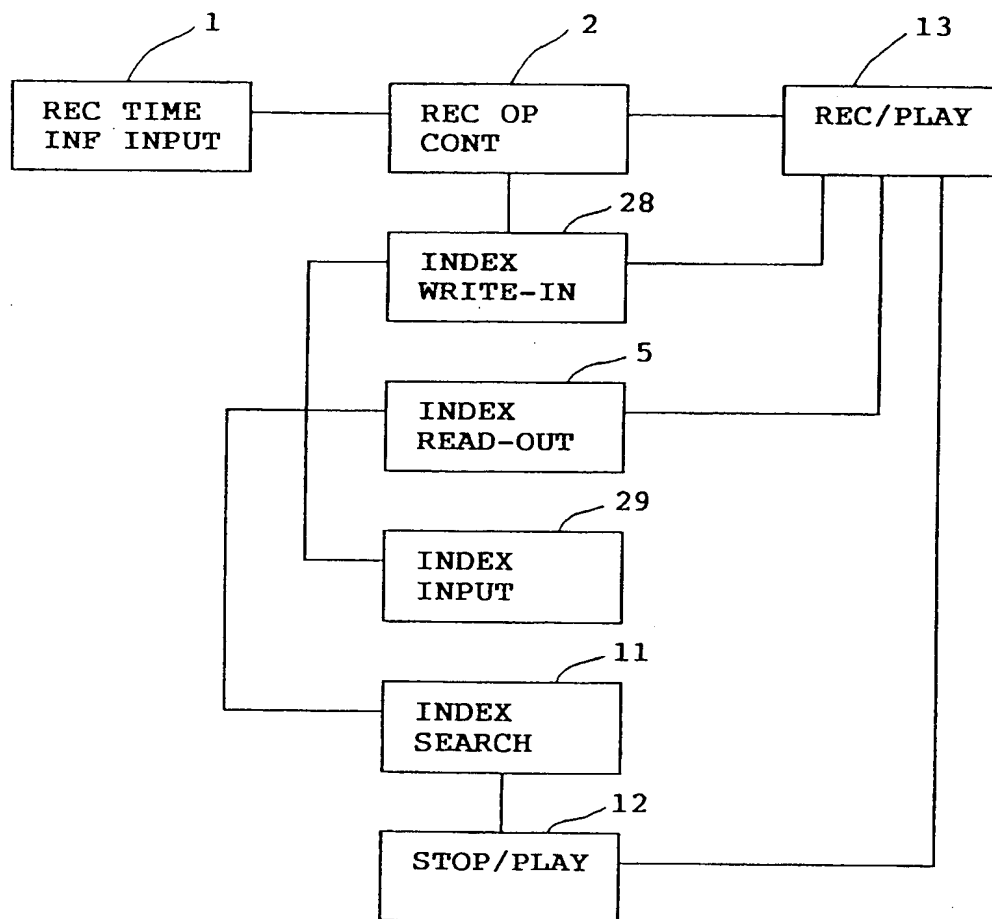 1
2
13
REC TIME
INF INPUT
REC OP
CONT
REC/PLAY
28
INDEX
WRITE-IN
5
INDEX
READ-OUT
29
INDEX
INPUT
11
INDEX
SEARCH
12
STOP/PLAY